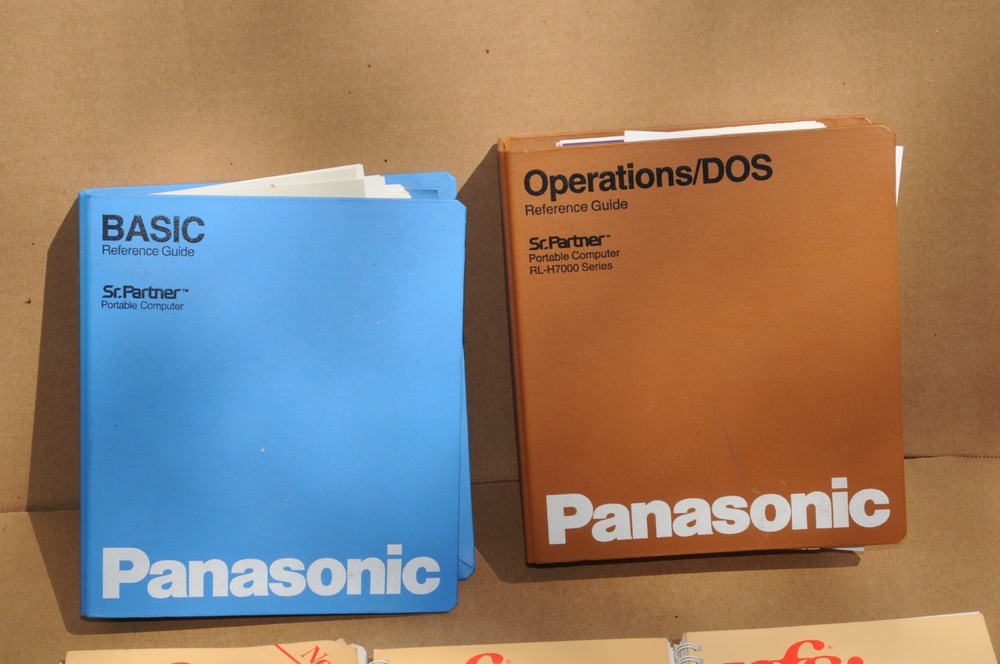 BASIC
Reference Guide
Sr.Partner™
Portable Computer
Panasonic
Operations/DOS
Reference Guide
Sr.Partner™
Portable Computer
RL-H7000 Series
Panasonic